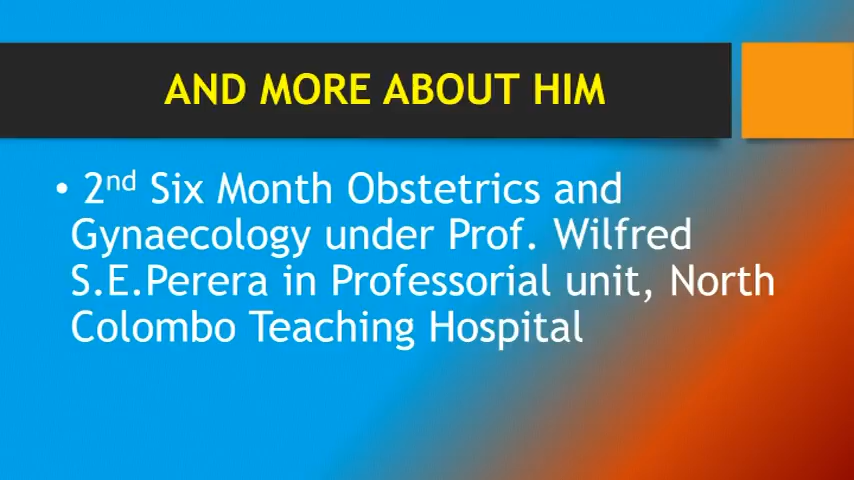 AND MORE ABOUT HIM
• 2nd Six Month Obstetrics and
Gynaecology under Prof. Wilfred
S.E.Perera in Professorial unit, North
Colombo Teaching Hospital